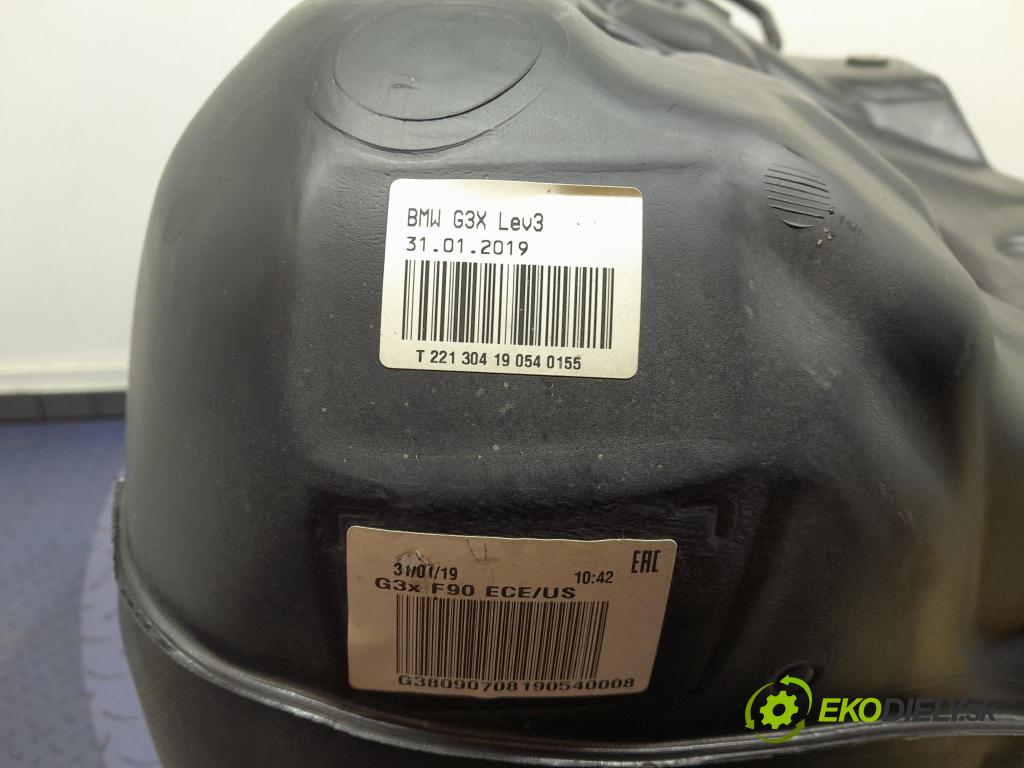 BMW G3X Lev3
31.01.2019
T 221 304 19 054 0155
31/01/19 10:42 EAC
G3x F90 ECE/US
G38090708190540008
EKODIELY.SK